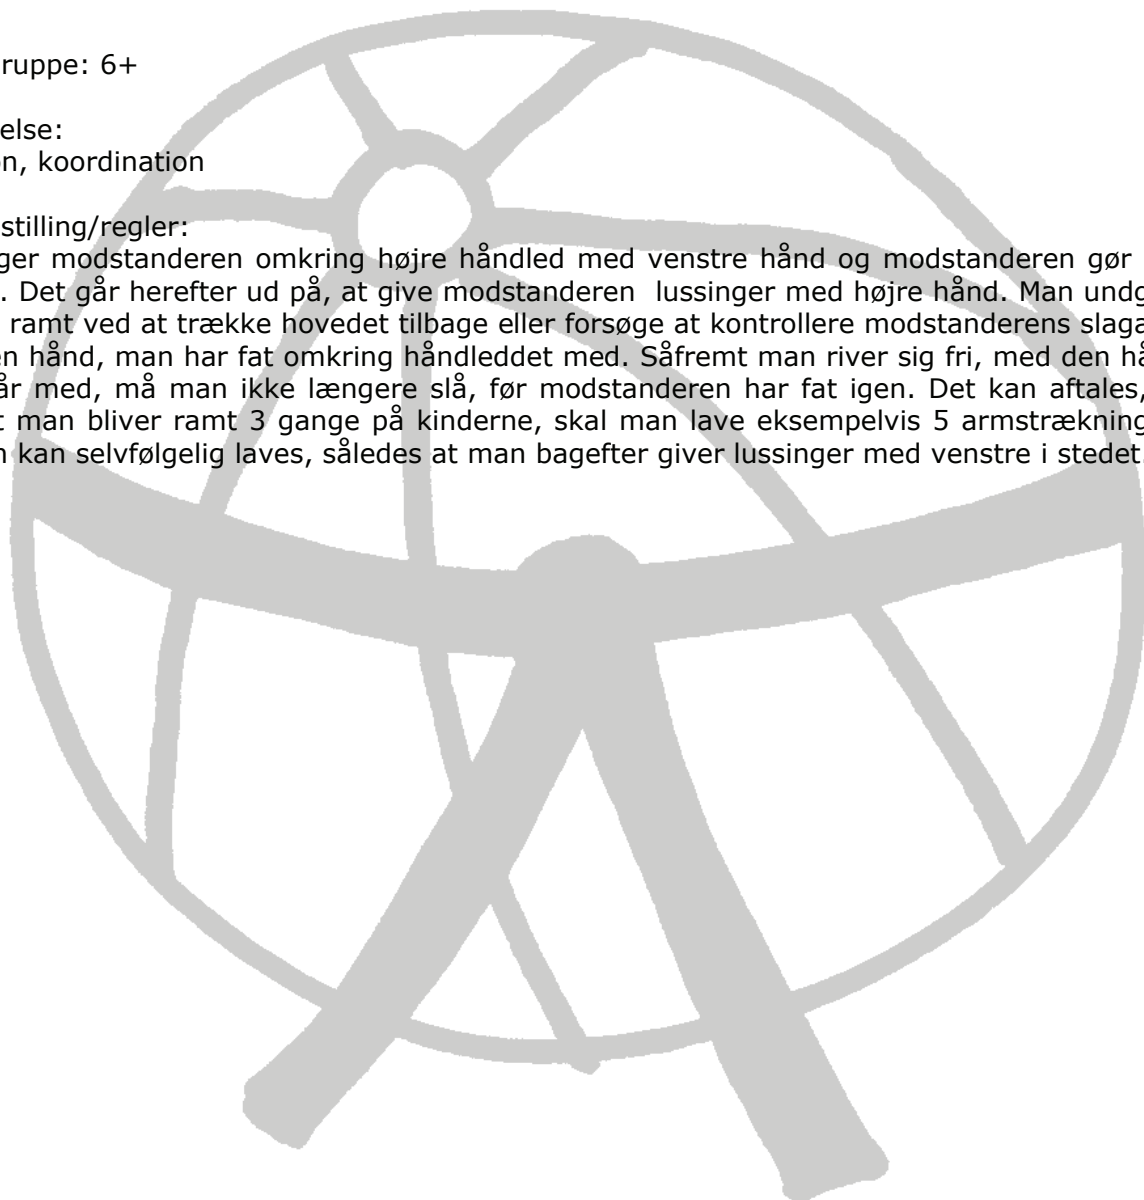 ruppe: 6+
else:
on, koordination
stilling/regler:
ger modstanderen omkring højre håndled med venstre hånd og modstanderen gør
. Det går herefter ud på, at give modstanderen lussinger med højre hånd. Man undg
ramt ved at trække hovedet tilbage eller forsøge at kontrollere modstanderens slaga
en hånd, man har fat omkring håndleddet med. Såfremt man river sig fri, med den hå
år med, må man ikke længere slå, før modstanderen har fat igen. Det kan aftales,
t man bliver ramt 3 gange på kinderne, skal man lave eksempelvis 5 armstrækning
n kan selvfølgelig laves, således at man bagefter giver lussinger med venstre i stedet.